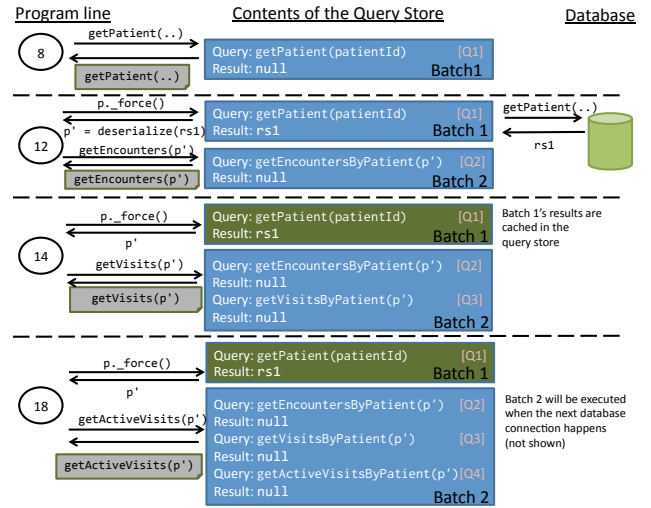 Program line
Contents of the Query Store
Database
8
getPatient(..)
getPatient(..)
Query: getPatient(patientId) [Q1]
Result: null
Batch1
12
p._force()
p' = deserialize(rs1)
getEncounters(p')
getEncounters(p')
Query: getPatient(patientId) [Q1]
Result: rs1
Batch 1
getPatient(..)
rs1
Query: getEncountersByPatient(p') [Q2]
Result: null
Batch 2
14
p._force()
p'
getVisits(p')
getVisits(p')
Query: getPatient(patientId) [Q1]
Result: rs1
Batch 1
Batch 1's results are
cached in the
query store
Query: getEncountersByPatient(p') [Q2]
Result: null
Query: getVisitsByPatient(p') [Q3]
Result: null
Batch 2
18
p._force()
p'
getActiveVisits(p')
getActiveVisits(p')
Query: getPatient(patientId) [Q1]
Result: rs1
Batch 1
Query: getEncountersByPatient(p') [Q2]
Result: null
Query: getVisitsByPatient(p') [Q3]
Result: null
Query: getActiveVisitsByPatient(p')[Q4]
Result: null
Batch 2
Batch 2 will be executed
when the next database
connection happens
(not shown)